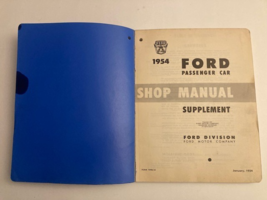 1954 FORD
PASSENGER CAR
SHOP MANUAL
SUPPLEMENT
FORD DIVISION
FORD MOTOR COMPANY